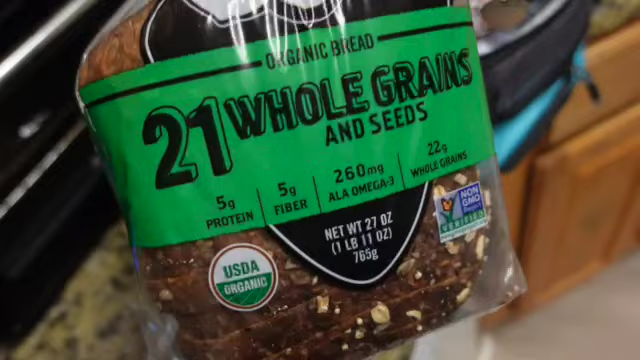 ORGANIC BREAD
21 WHOLE GRAINS
AND SEEDS
5g
PROTEIN
5g
FIBER
260mg
ALA OMEGA-3
22g
WHOLE GRAINS
NET WT 27 OZ
(1 LB 11 OZ)
765g
NON
GMO
Project
VERIFIED
USDA
ORGANIC